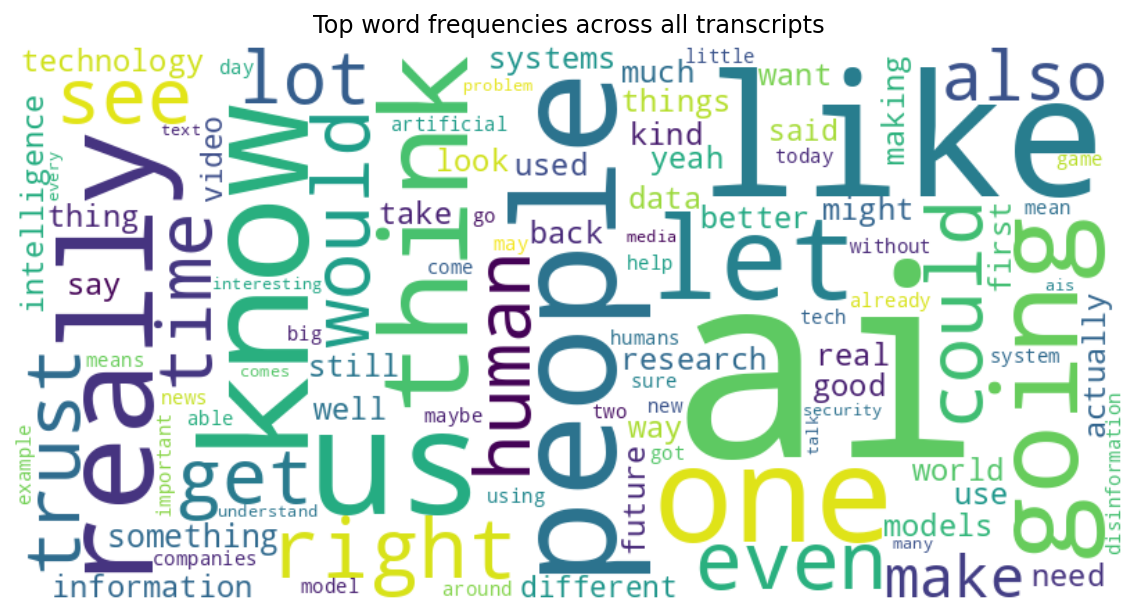 Top word frequencies across all transcripts
technology
day
lot
think
systems
little
much
want
making
also
see
text
video
know
would
artificial
problem
people
things
like
intelligence
every
really
look
used
kind
said
yeah
today
game
thing
time
take
go
back
data
better
might
first
mean
say
interesting
may
media
let
without
could
going
big
come
human
help
already
ais
trust
means
comes
still
humans
research
tech
ai
real
system
actually
news
able
well
maybe
two
sure
new
good
security
example
important
get
us
way
got
talk
world
understand
using
future
one
use
disinformation
something
right
models
many
companies
even
information
model
around
different
make
need